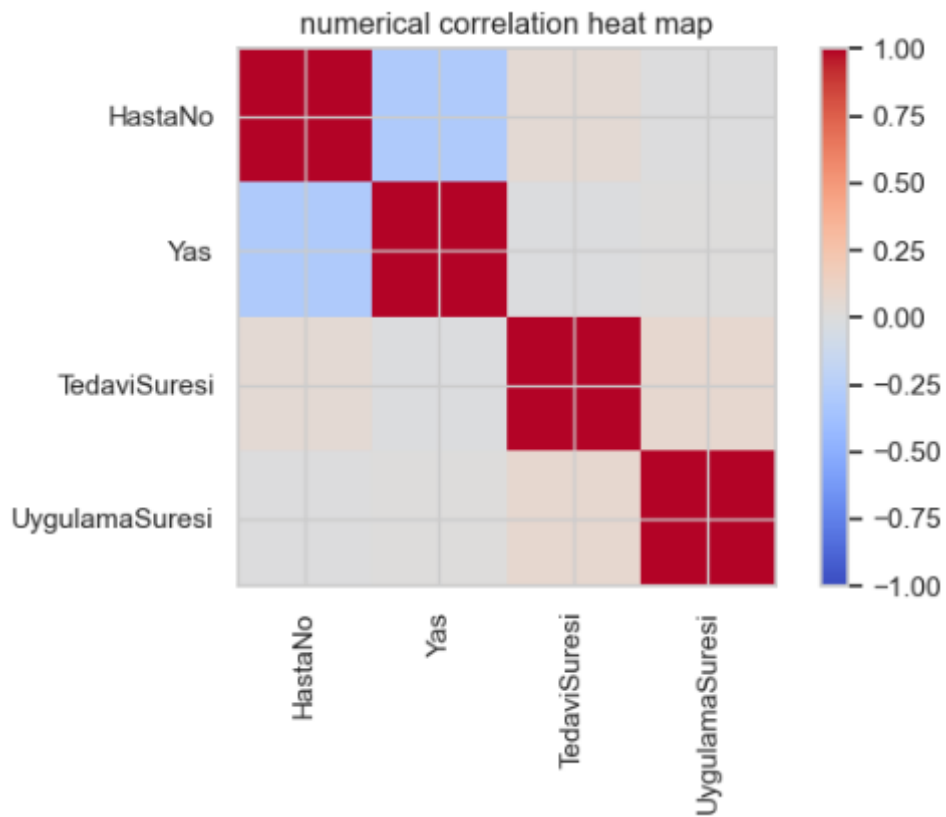 numerical correlation heat map
HastaNo
Yas
TedaviSuresi
UygulamaSuresi
HastaNo
Yas
TedaviSuresi
UygulamaSuresi
1.00
0.75
0.50
0.25
0.00
−0.25
−0.50
−0.75
−1.00